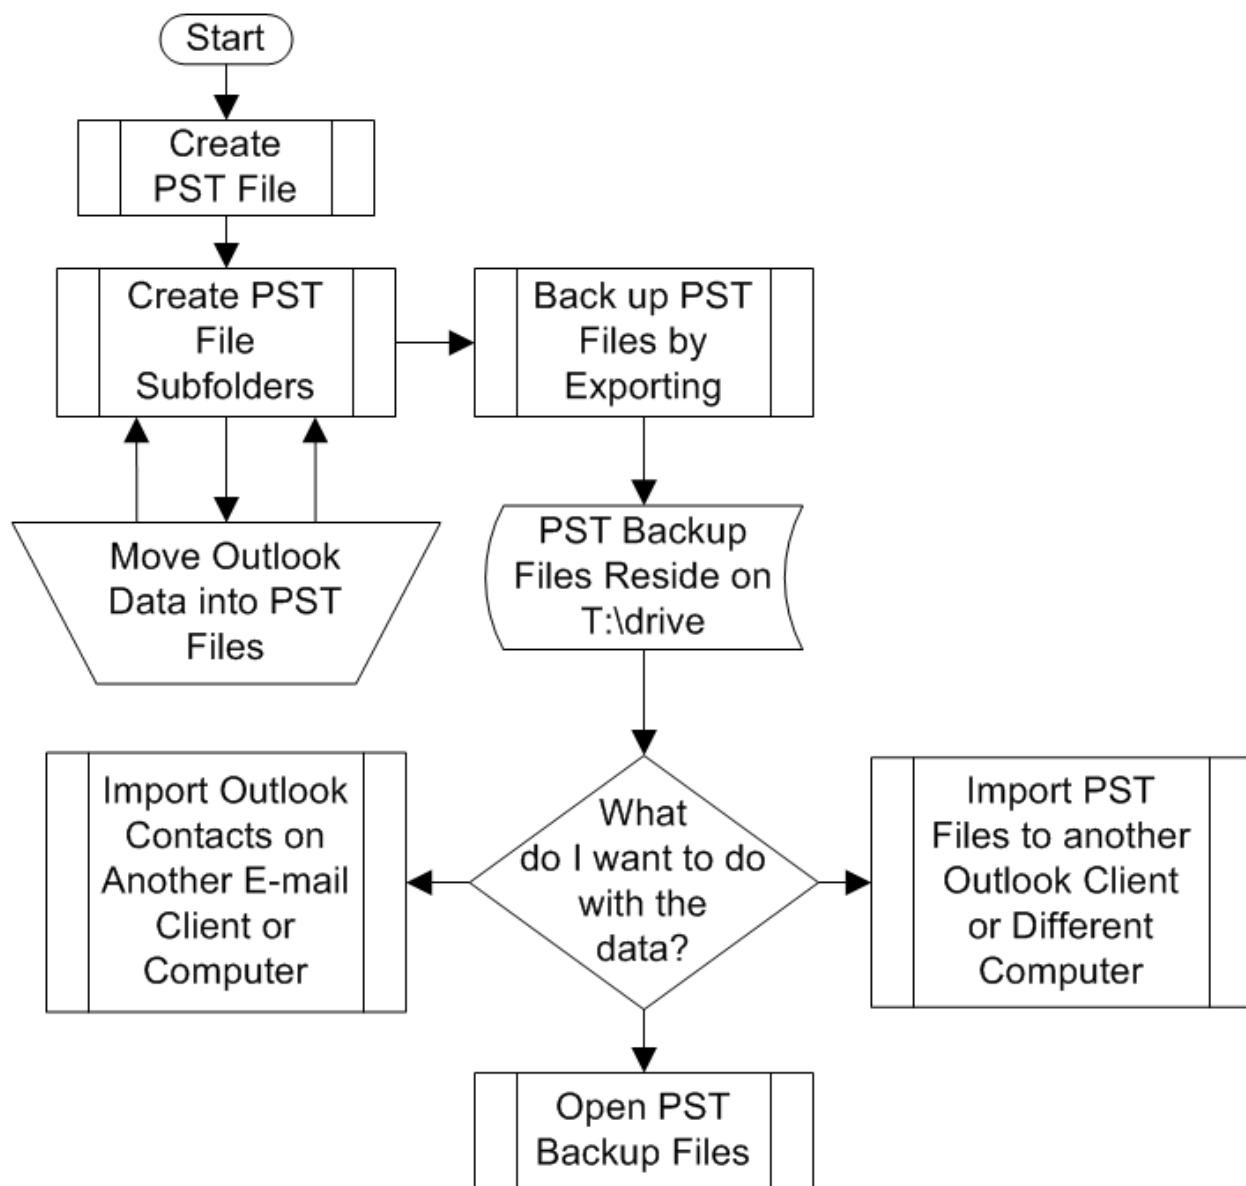 Start
Create
PST File
Create PST
File
Subfolders
Back up PST
Files by
Exporting
Move Outlook
Data into PST
Files
PST Backup
Files Reside on
T:\drive
Import Outlook
Contacts on
Another E-mail
Client or
Computer
What
do I want to do
with the
data?
Import PST
Files to another
Outlook Client
or Different
Computer
Open PST
Backup Files